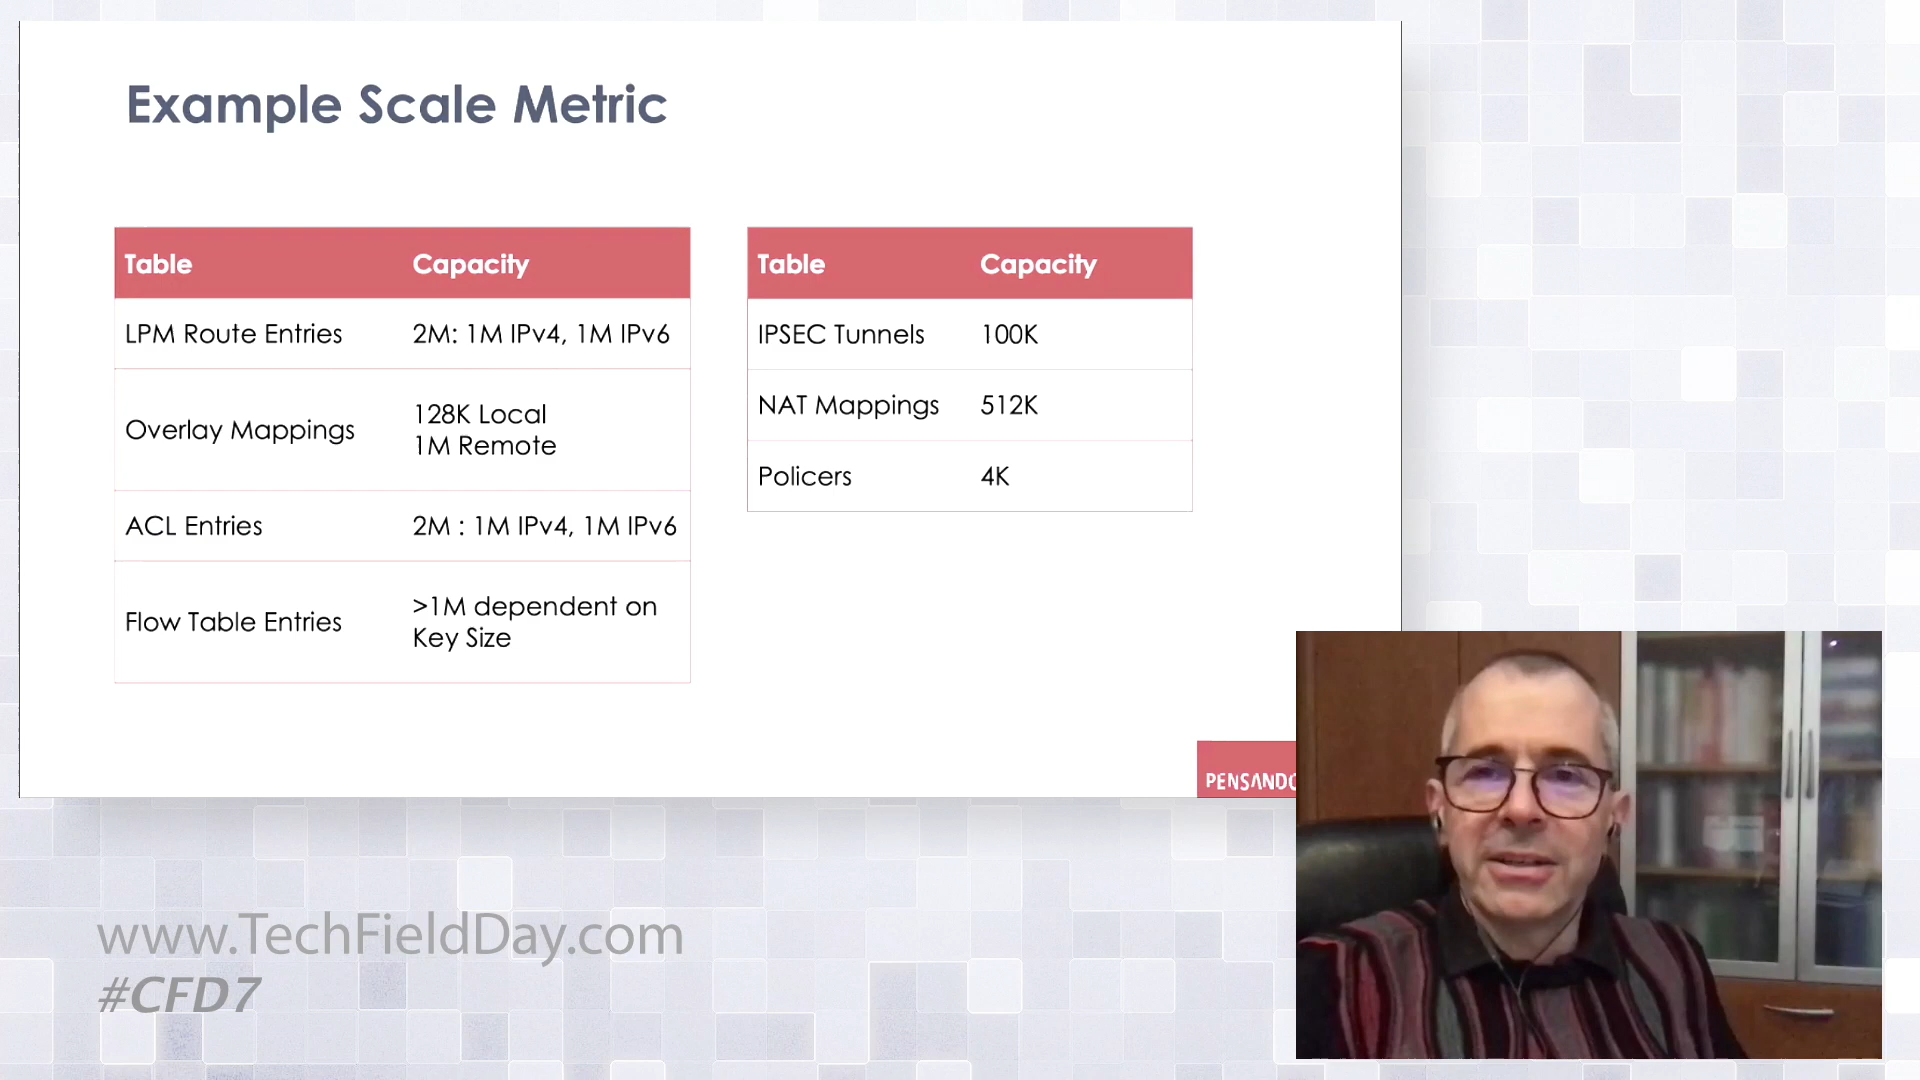 Example Scale Metric
Table Capacity
LPM Route Entries 2M: 1M IPv4, 1M IPv6
Overlay Mappings 128K Local
1M Remote
ACL Entries 2M : 1M IPv4, 1M IPv6
Flow Table Entries >1M dependent on
Key Size
Table Capacity
IPSEC Tunnels 100K
NAT Mappings 512K
Policers 4K
PENSANDO
www.TechFieldDay.com
#CFD7